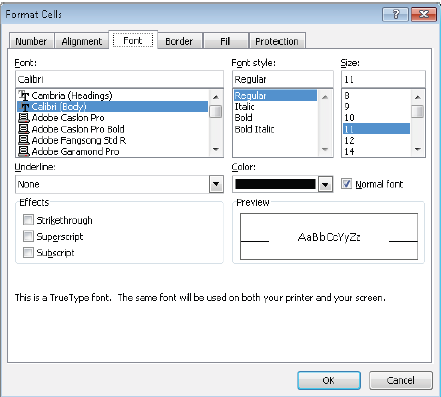 Format Cells
Number Alignment Font Border Fill Protection
Font: Font style: Size:
Calibri Regular 11
Cambria (Headings) Regular 8
Calibri (Body) Italic 9
Adobe Caslon Pro Bold 10
Adobe Caslon Pro Bold Bold Italic 11
Adobe Fangsong Std R 12
Adobe Garamond Pro 14
Underline: Color:
None Normal font
Effects Preview
Strikethrough
Superscript AaBbCcYyZz
Subscript
This is a TrueType font. The same font will be used on both your printer and your screen.
OK Cancel